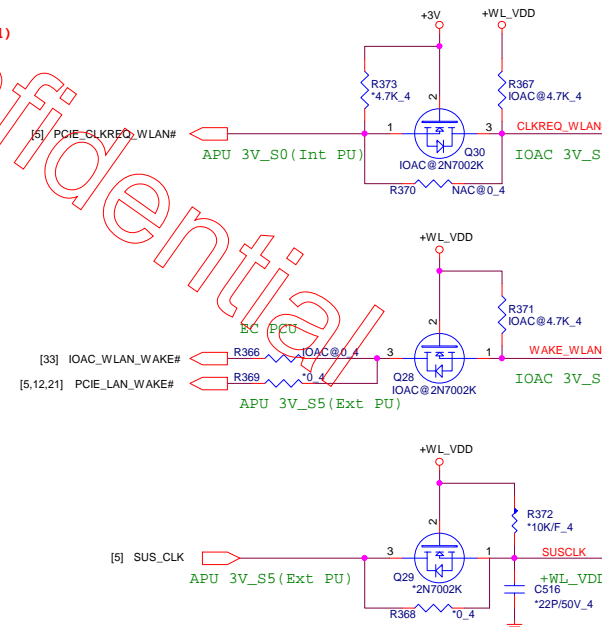 )
+3V
+WL_VDD
R373
*4.7K_4
R367
IOAC@4.7K_4
2
[5] PCIE_CLKREQ_WLAN#
1
3
CLKREQ_WLAN
Q30
IOAC@2N7002K
APU 3V_S0(Int PU)
IOAC 3V_S
R370
NAC@0_4
onfidential
+WL_VDD
R371
IOAC@4.7K_4
2
EC PCU
[33] IOAC_WLAN_WAKE#
R366
IOAC@0_4
3
1
WAKE_WLAN
[5,12,21] PCIE_LAN_WAKE#
R369
*0_4
Q28
IOAC@2N7002K
IOAC 3V_S
APU 3V_S5(Ext PU)
+WL_VDD
R372
*10K/F_4
2
[5] SUS_CLK
3
1
SUSCLK
APU 3V_S5(Ext PU)
Q29
*2N7002K
+WL_VDD
C516
*22P/50V_4
R368
*0_4